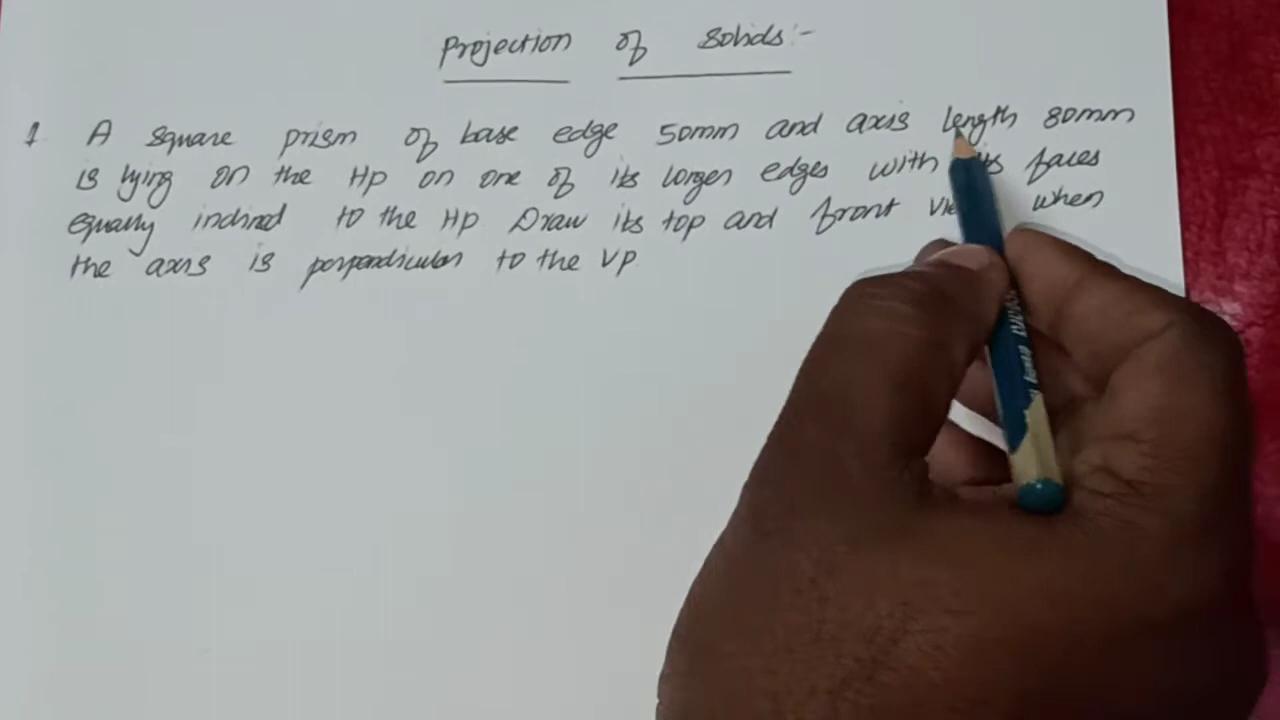 Projection of Solids:-
1 A square prism of base edge 50mm and axis length 80mm
is lying on the HP on one of its longer edges with its faces
equally inclined to the HP Draw its top and front view when
the axis is perpendicular to the VP.